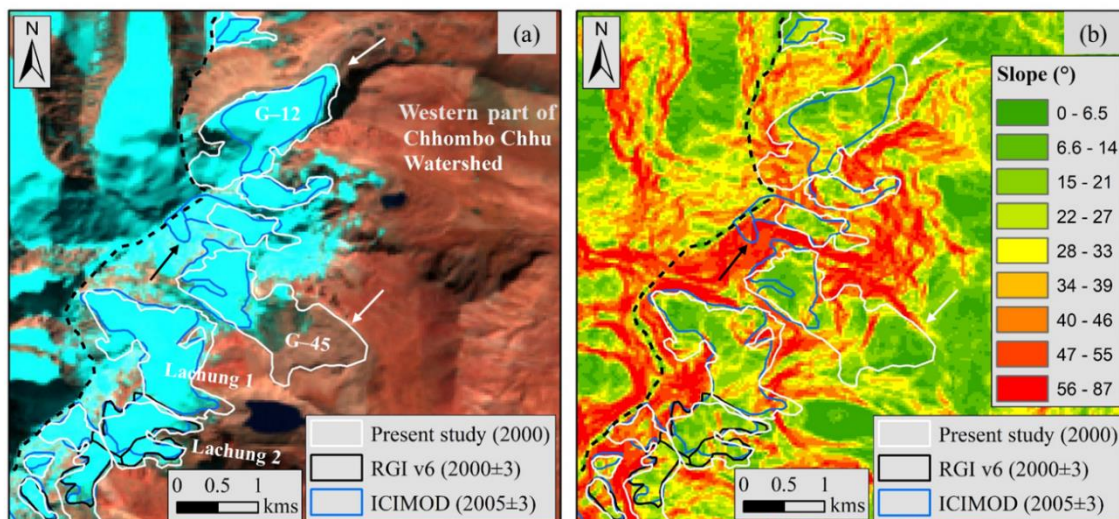 N
(a)
G–12
Western part of
Chhombo Chhu
Watershed
G–45
Lachung 1
Lachung 2
0 0.5 1
kms
Present study (2000)
RGI v6 (2000±3)
ICIMOD (2005±3)
N
(b)
Slope (°)
0 - 6.5
6.6 - 14
15 - 21
22 - 27
28 - 33
34 - 39
40 - 46
47 - 55
56 - 87
0 0.5 1
kms
Present study (2000)
RGI v6 (2000±3)
ICIMOD (2005±3)